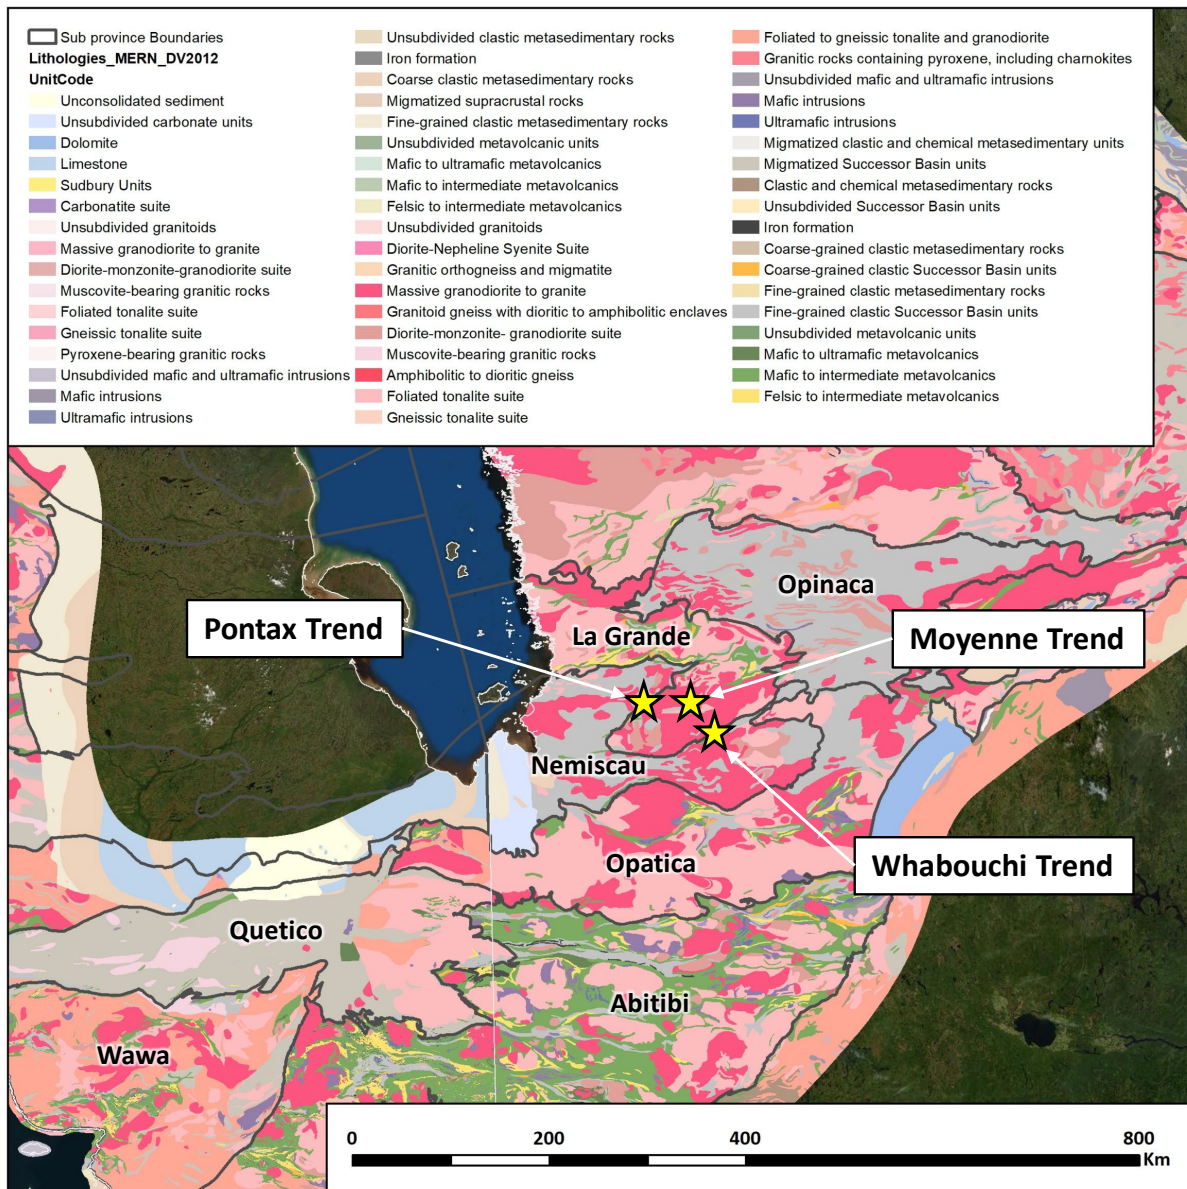 Sub province Boundaries
Lithologies_MERN_DV2012
UnitCode
Unconsolidated sediment
Unsubdivided carbonate units
Dolomite
Limestone
Sudbury Units
Carbonatite suite
Unsubdivided granitoids
Massive granodiorite to granite
Diorite-monzonite-granodiorite suite
Muscovite-bearing granitic rocks
Foliated tonalite suite
Gneissic tonalite suite
Pyroxene-bearing granitic rocks
Unsubdivided mafic and ultramafic intrusions
Mafic intrusions
Ultramafic intrusions
Unsubdivided clastic metasedimentary rocks
Iron formation
Coarse clastic metasedimentary rocks
Migmatized supracrustal rocks
Fine-grained clastic metasedimentary rocks
Unsubdivided metavolcanic units
Mafic to ultramafic metavolcanics
Mafic to intermediate metavolcanics
Felsic to intermediate metavolcanics
Unsubdivided granitoids
Diorite-Nepheline Syenite Suite
Granitic orthogneiss and migmatite
Massive granodiorite to granite
Granitoid gneiss with dioritic to amphibolitic enclaves
Diorite-monzonite- granodiorite suite
Muscovite-bearing granitic rocks
Amphibolitic to dioritic gneiss
Foliated tonalite suite
Gneissic tonalite suite
Foliated to gneissic tonalite and granodiorite
Granitic rocks containing pyroxene, including charnokites
Unsubdivided mafic and ultramafic intrusions
Mafic intrusions
Ultramafic intrusions
Migmatized clastic and chemical metasedimentary units
Migmatized Successor Basin units
Clastic and chemical metasedimentary rocks
Unsubdivided Successor Basin units
Iron formation
Coarse-grained clastic metasedimentary rocks
Coarse-grained clastic Successor Basin units
Fine-grained clastic metasedimentary rocks
Fine-grained clastic Successor Basin units
Unsubdivided metavolcanic units
Mafic to ultramafic metavolcanics
Mafic to intermediate metavolcanics
Felsic to intermediate metavolcanics
Opinaca
Pontax Trend
La Grande
Moyenne Trend
Nemiscau
Opatica
Whabouchi Trend
Quetico
Abitibi
Wawa
0 200 400 800
Km